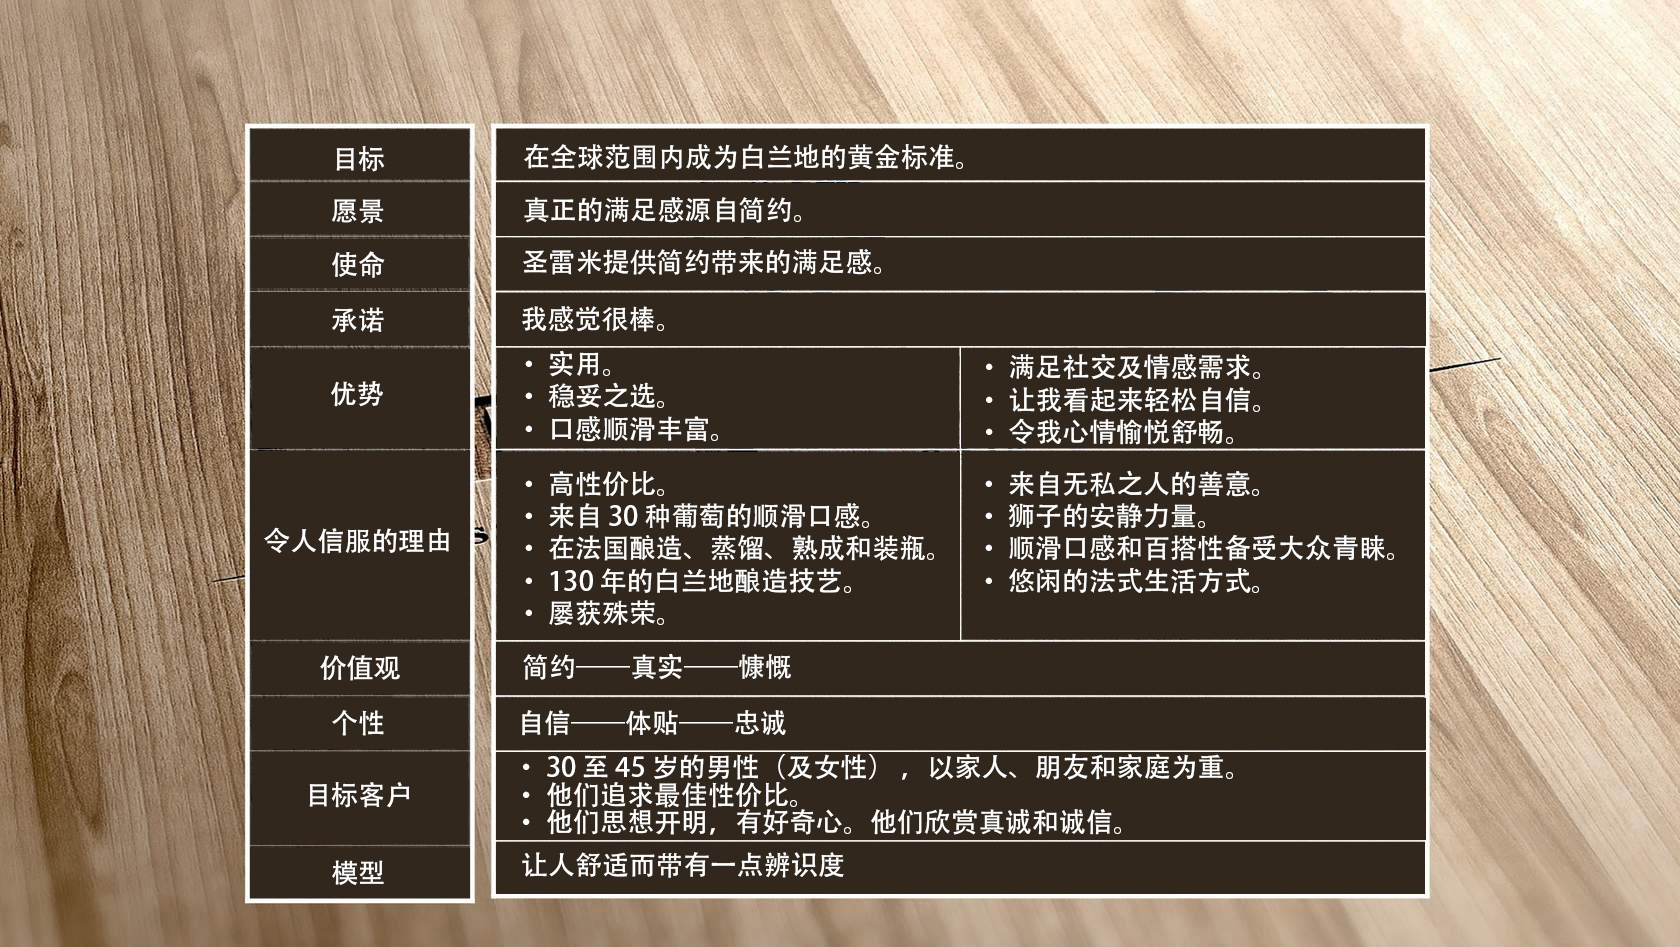 目标
在全球范围内成为白兰地的黄金标准。
愿景
真正的满足感源自简约。
使命
圣雷米提供简约带来的满足感。
承诺
我感觉很棒。
优势
• 实用。
• 稳妥之选。
• 口感顺滑丰富。
• 满足社交及情感需求。
• 让我看起来轻松自信。
• 令我心情愉悦舒畅。
令人信服的理由
• 高性价比。
• 来自 30 种葡萄的顺滑口感。
• 在法国酿造、蒸馏、熟成和装瓶。
• 130 年的白兰地酿造技艺。
• 屡获殊荣。
• 来自无私之人的善意。
• 狮子的安静力量。
• 顺滑口感和百搭性备受大众青睐。
• 悠闲的法式生活方式。
价值观
简约——真实——慷慨
个性
自信——体贴——忠诚
目标客户
• 30 至 45 岁的男性（及女性），以家人、朋友和家庭为重。
• 他们追求最佳性价比。
• 他们思想开明，有好奇心。他们欣赏真诚和诚信。
模型
让人舒适而带有一点辨识度